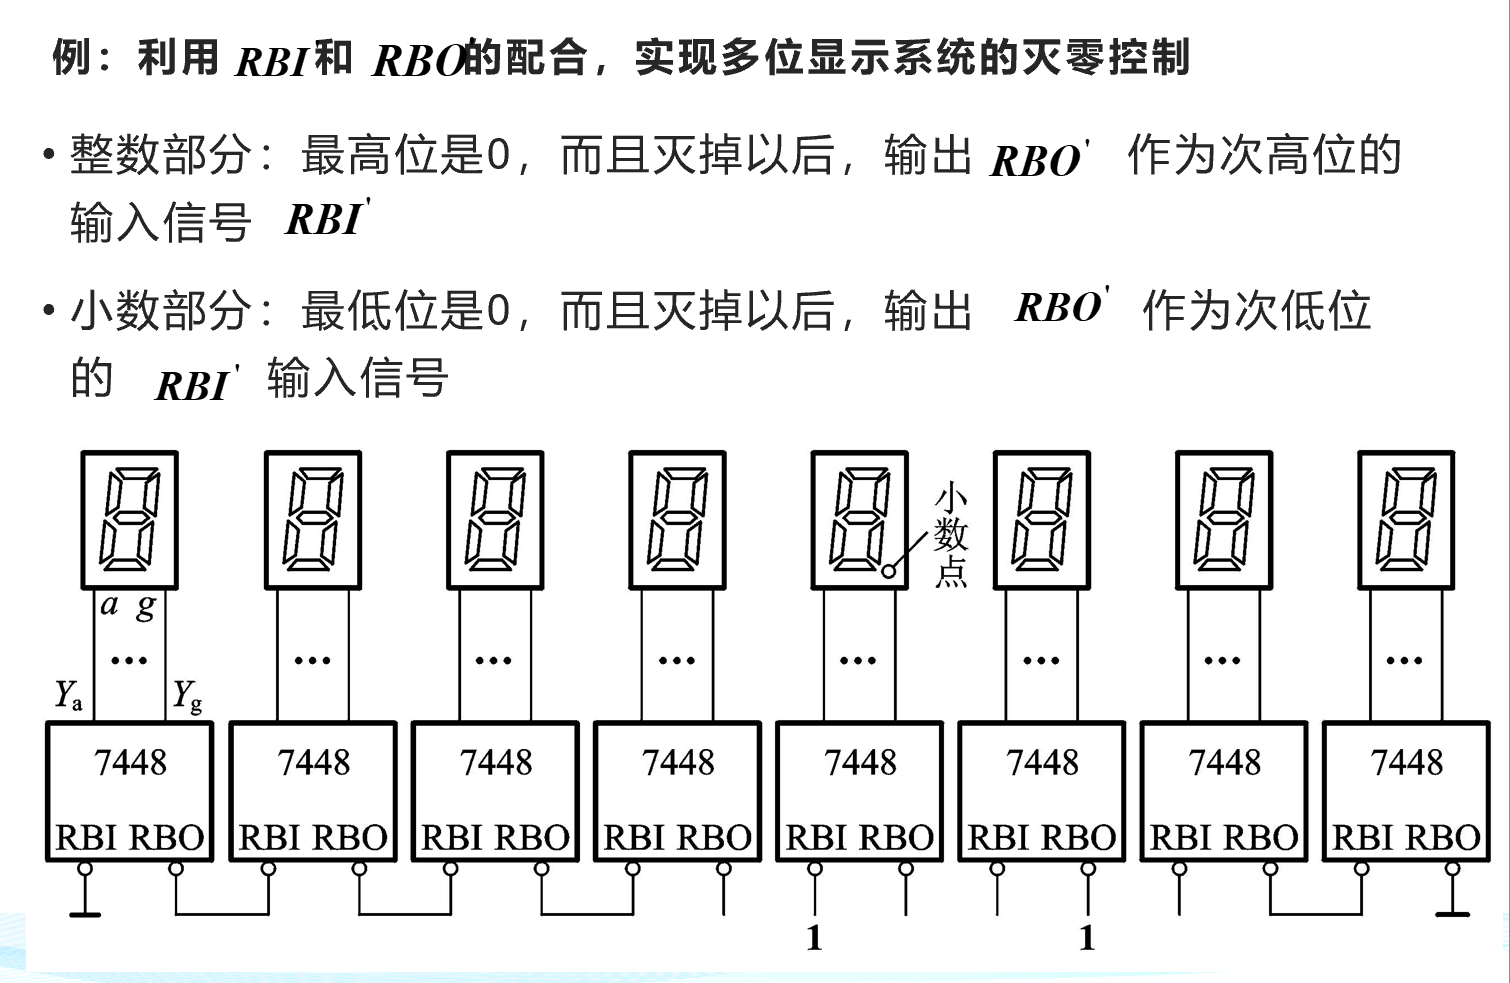 例：利用 RBI和 RBO'的配合，实现多位显示系统的灭零控制
• 整数部分：最高位是0，而且灭掉以后，输出 RBO' 作为次高位的
输入信号 RBI'
• 小数部分：最低位是0，而且灭掉以后，输出 RBO' 作为次低位
的 RBI' 输入信号
小数点
a g
... ... ... ... ... ... ... ...
Ya Yg
7448 7448 7448 7448 7448 7448 7448 7448
RBI RBO RBI RBO RBI RBO RBI RBO RBI RBO RBI RBO RBI RBO RBI RBO
1 1